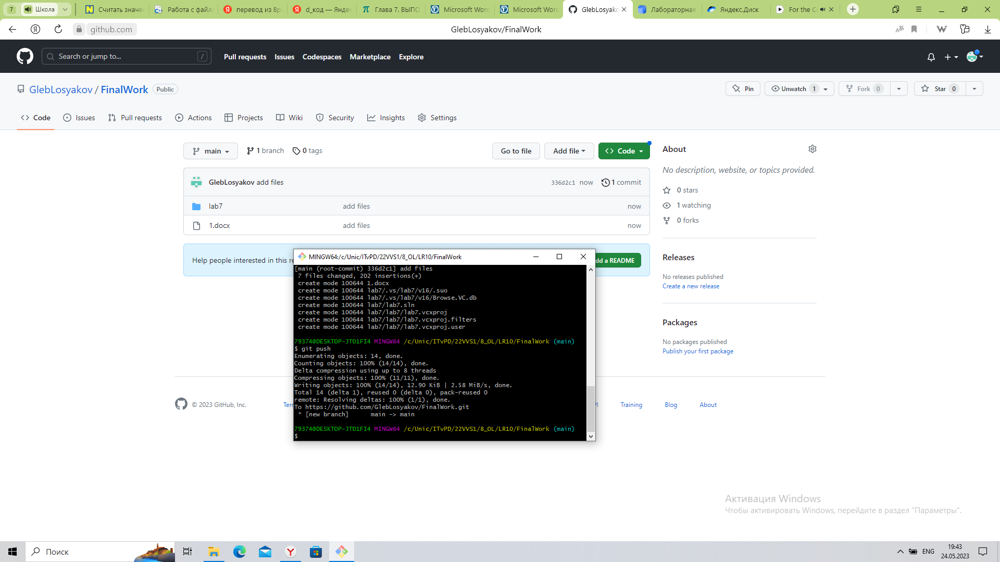 7 Школа Считать значе Работа с файла перевод из 8ри d_код — Яндек Глава 7. ВЫПО Microsoft Word Microsoft Word GlebLosyako Лабораторная Яндекс.Диск For the Cu
github.com GlebLosyakov/FinalWork
Search or jump to... / Pull requests Issues Codespaces Marketplace Explore
GlebLosyakov / FinalWork Public Pin Unwatch 1 Fork 0 Star 0
Code Issues Pull requests Actions Projects Wiki Security Insights Settings
main 1 branch 0 tags Go to file Add file Code
GlebLosyakov add files 336d2c1 now 1 commit
lab7 add files now
1.docx add files now
Help people interested in this re dd a README
About
No description, website, or topics provided.
0 stars
1 watching
0 forks
Releases
No releases published
Create a new release
Packages
No packages published
Publish your first package
MINGW64:/c/Unic/ITvPD/22VVS1/8_OL/LR10/FinalWork
[main (root-commit) 336d2c1] add files
7 files changed, 202 insertions(+)
create mode 100644 1.docx
create mode 100644 lab7/.vs/lab7/v16/.suo
create mode 100644 lab7/.vs/lab7/v16/Browse.VC.db
create mode 100644 lab7/lab7.sln
create mode 100644 lab7/lab7/lab7.vcxproj
create mode 100644 lab7/lab7/lab7.vcxproj.filters
create mode 100644 lab7/lab7/lab7.vcxproj.user
79374@DESKTOP-JTO1FI4 MINGW64 /c/Unic/ITvPD/22VVS1/8_OL/LR10/FinalWork (main)
$ git push
Enumerating objects: 14, done.
Counting objects: 100% (14/14), done.
Delta compression using up to 8 threads
Compressing objects: 100% (11/11), done.
Writing objects: 100% (14/14), 12.90 KiB | 2.58 MiB/s, done.
Total 14 (delta 1), reused 0 (delta 0), pack-reused 0
remote: Resolving deltas: 100% (1/1), done.
To https://github.com/GlebLosyakov/FinalWork.git
* [new branch] main -> main
79374@DESKTOP-JTO1FI4 MINGW64 /c/Unic/ITvPD/22VVS1/8_OL/LR10/FinalWork (main)
$
© 2023 GitHub, Inc. Ter PI Training Blog About
Активация Windows
Чтобы активировать Windows, перейдите в раздел "Параметры".
Поиск ENG 19:43
24.05.2023